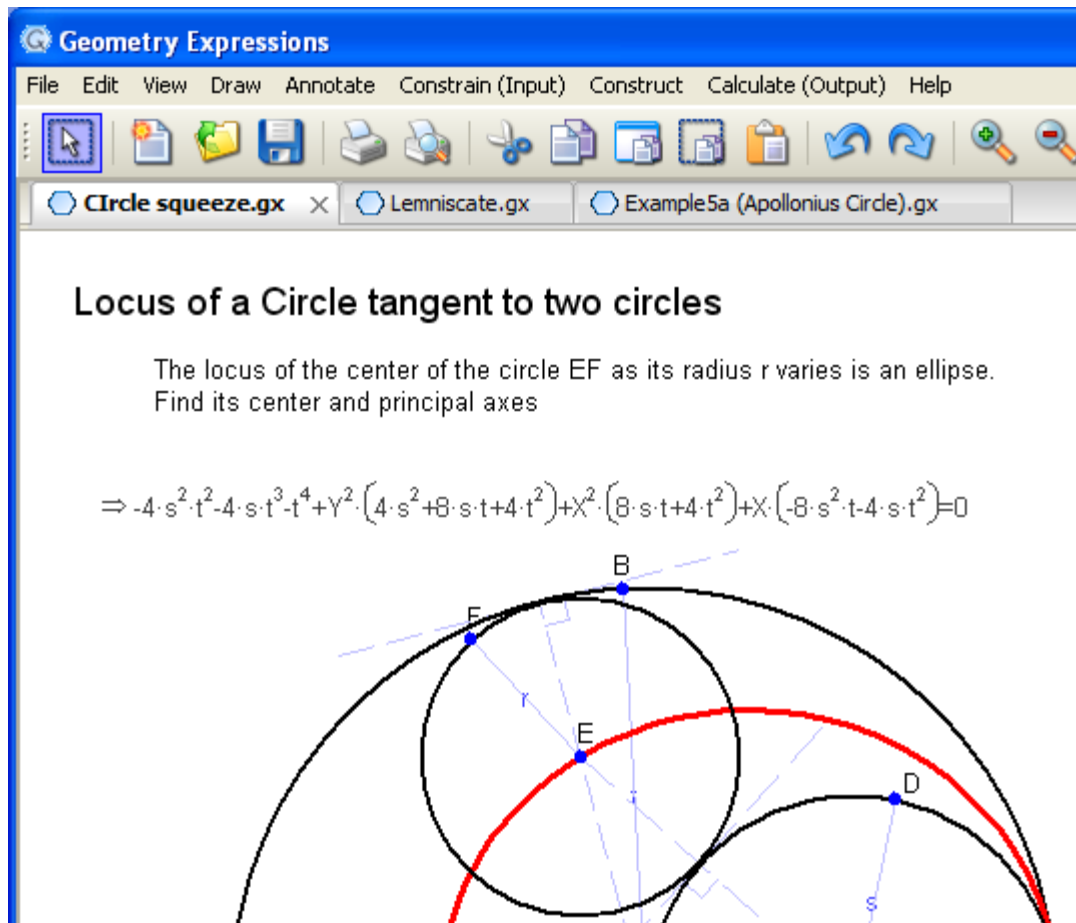 Geometry Expressions
File Edit View Draw Annotate Constrain (Input) Construct Calculate (Output) Help
CIrcle squeeze.gx Lemniscate.gx Example5a (Apollonius Circle).gx
Locus of a Circle tangent to two circles
The locus of the center of the circle EF as its radius r varies is an ellipse.
Find its center and principal axes
⇒ -4·s²·t²-4·s·t³-t⁴+Y²·(4·s²+8·s·t+4·t²)+X²·(8·s·t+4·t²)+X·(-8·s²·t-4·s·t²)=0
B
F
r
E
D
s